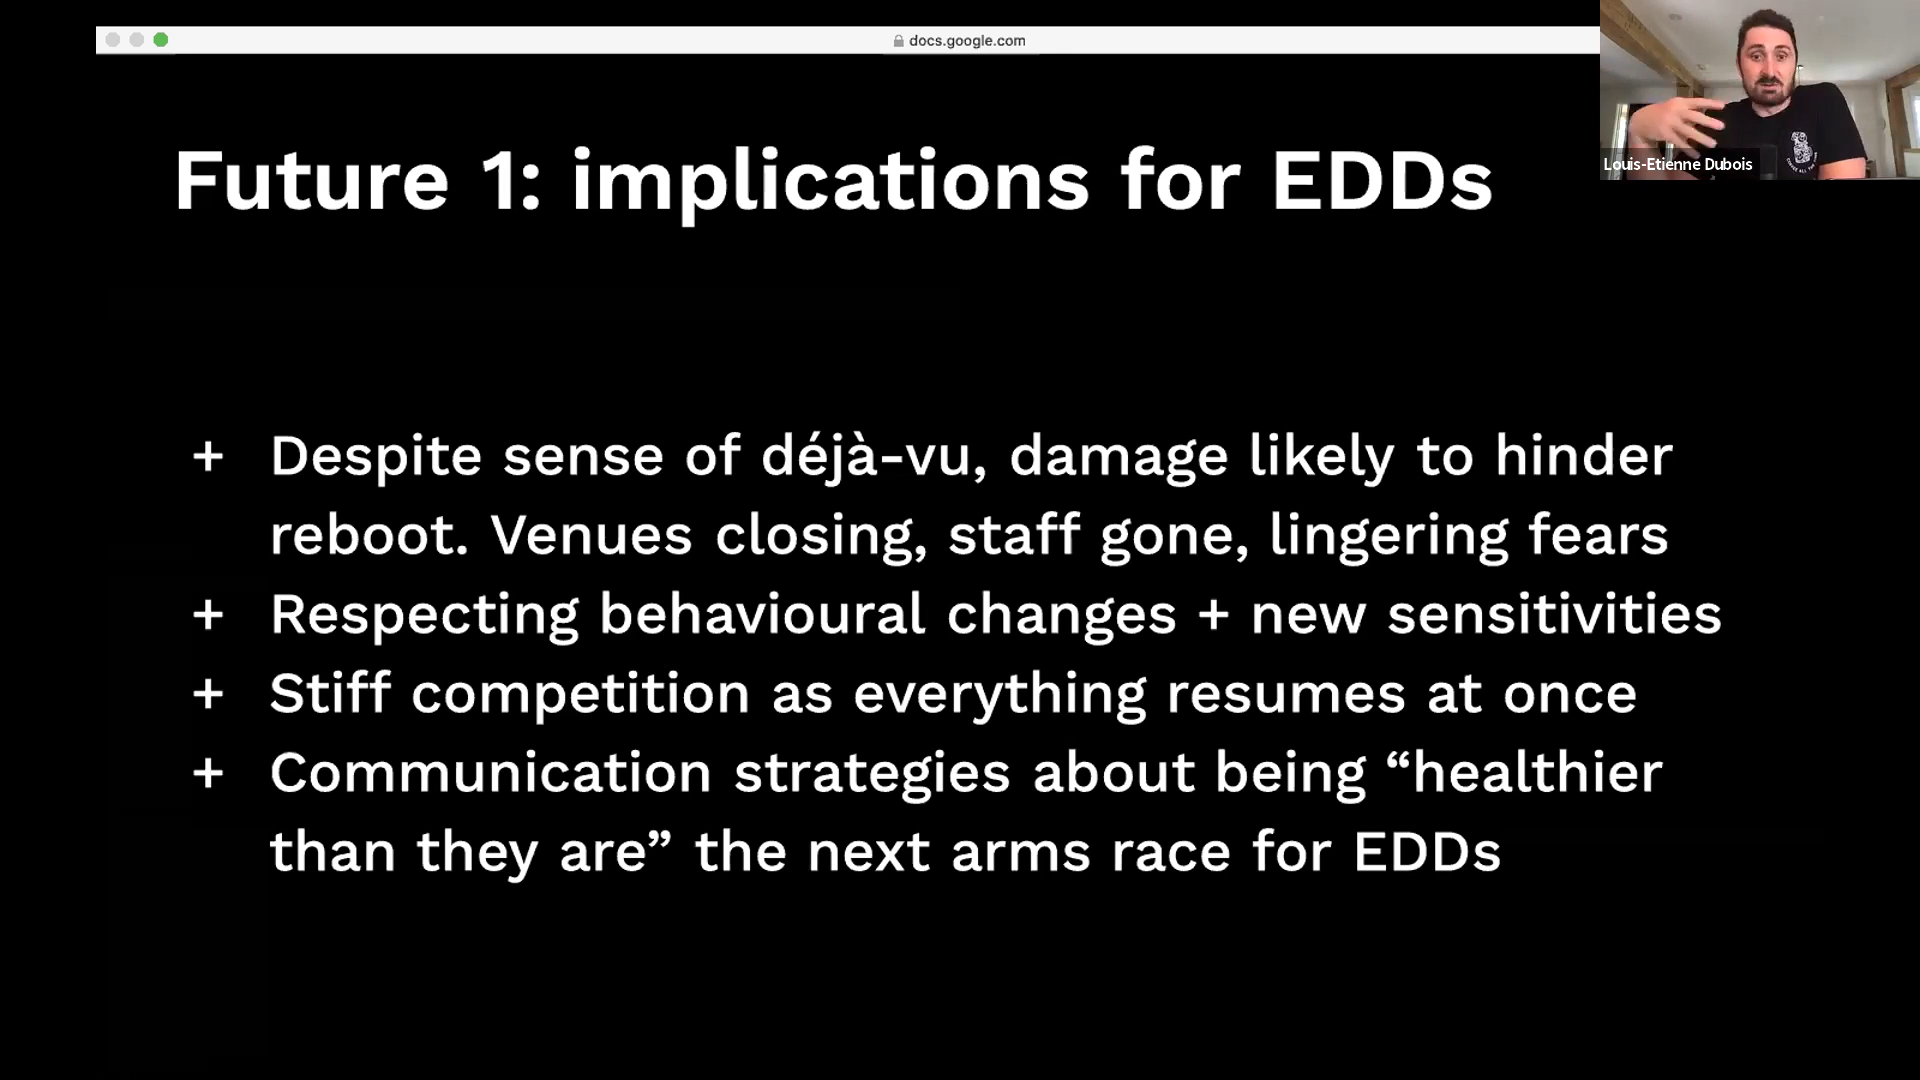 docs.google.com
Louis-Etienne Dubois
Future 1: implications for EDDs
+ Despite sense of déjà-vu, damage likely to hinder
reboot. Venues closing, staff gone, lingering fears
+ Respecting behavioural changes + new sensitivities
+ Stiff competition as everything resumes at once
+ Communication strategies about being “healthier
than they are” the next arms race for EDDs